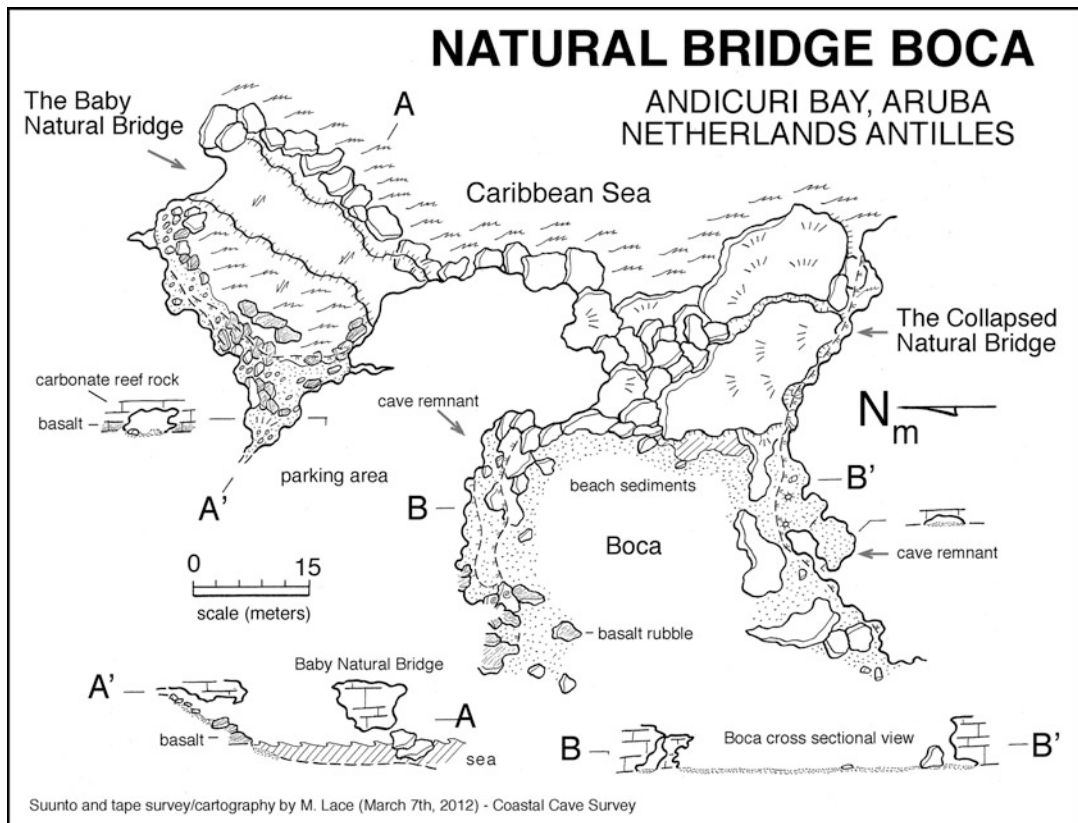 NATURAL BRIDGE BOCA
ANDICURI BAY, ARUBA
NETHERLANDS ANTILLES
The Baby
Natural Bridge
A
Caribbean Sea
The Collapsed
Natural Bridge
carbonate reef rock
basalt
cave remnant
N
m
A'
parking area
B
beach sediments
B'
Boca
cave remnant
0 15
scale (meters)
basalt rubble
Baby Natural Bridge
A'
A
basalt
sea
B
Boca cross sectional view
B'
Suunto and tape survey/cartography by M. Lace (March 7th, 2012) - Coastal Cave Survey